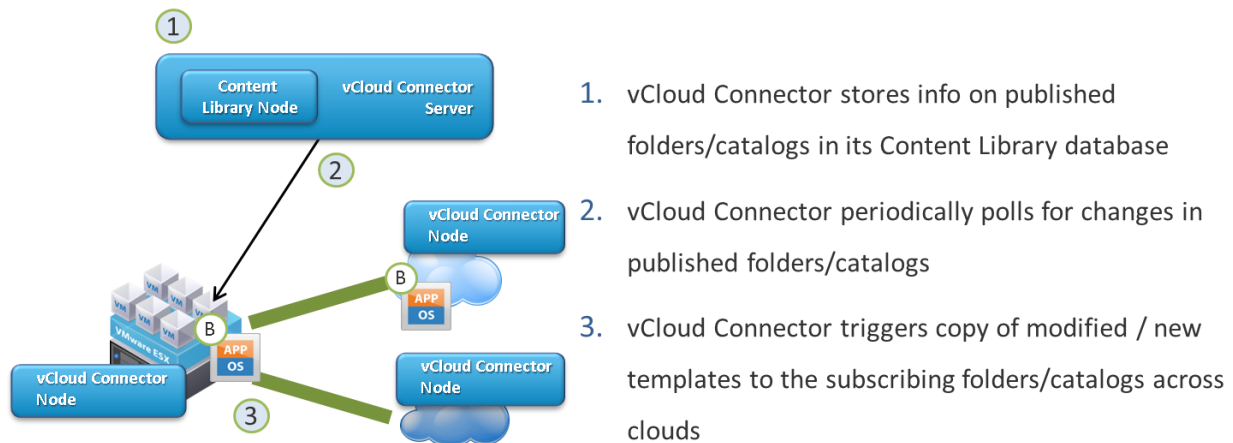 1
Content
Library Node
vCloud Connector
Server
2
vCloud Connector
Node
B
APP
OS
VM
VM
VM
VM
VM
VM
B
VMware ESX
APP
OS
vCloud Connector
Node
vCloud Connector
Node
3
1. vCloud Connector stores info on published
folders/catalogs in its Content Library database
2. vCloud Connector periodically polls for changes in
published folders/catalogs
3. vCloud Connector triggers copy of modified / new
templates to the subscribing folders/catalogs across
clouds